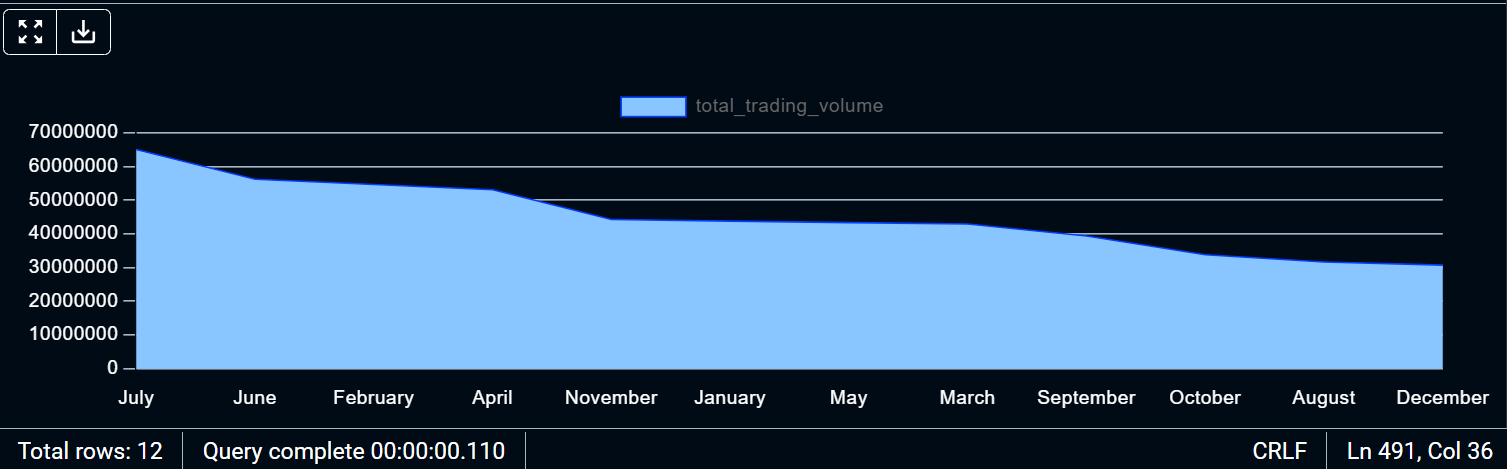 total_trading_volume
70000000
60000000
50000000
40000000
30000000
20000000
10000000
0
July June February April November January May March September October August December
Total rows: 12 Query complete 00:00:00.110 CRLF Ln 491, Col 36